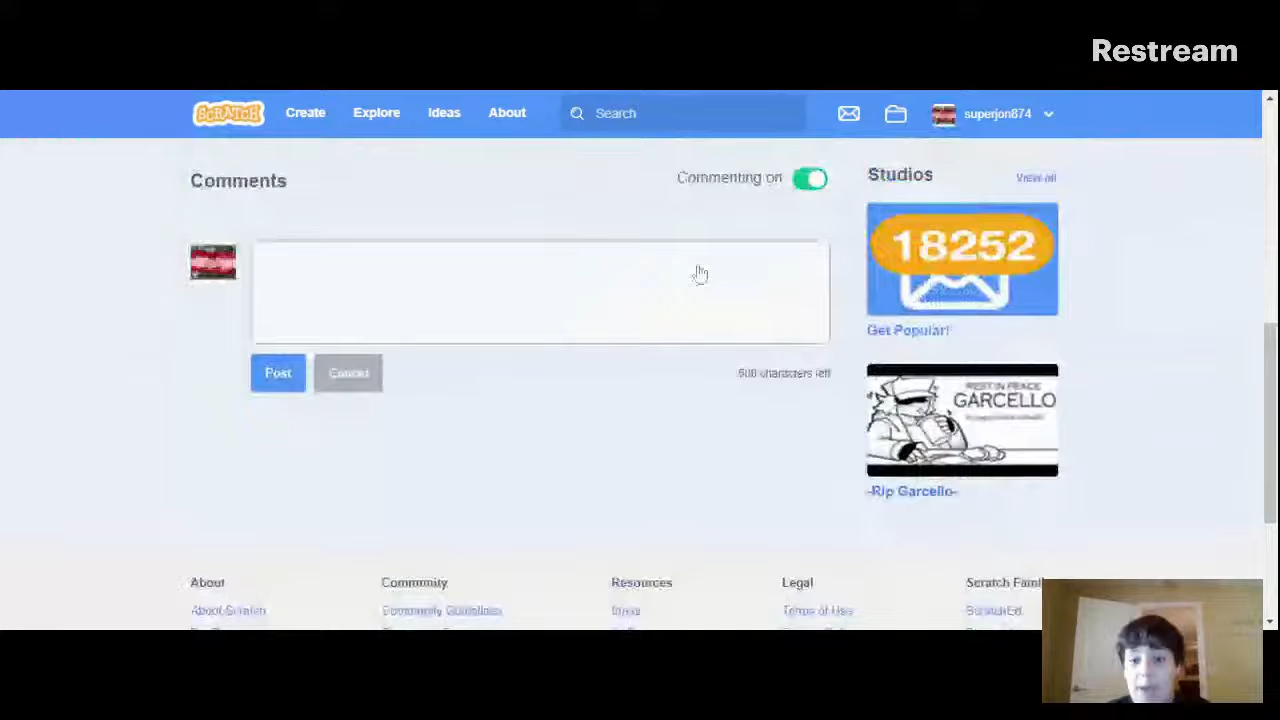 Restream
SCRATCH Create Explore Ideas About Search superjon874
Comments
Commenting on
Studios
View all
18252
Get Popular!
Post
Cancel
500 characters left
REST IN PEACE
GARCELLO
-Rip Garcello-
About Community Resources Legal Scratch Fami
About Scratch Community Guidelines Terms of Use ScratchEd